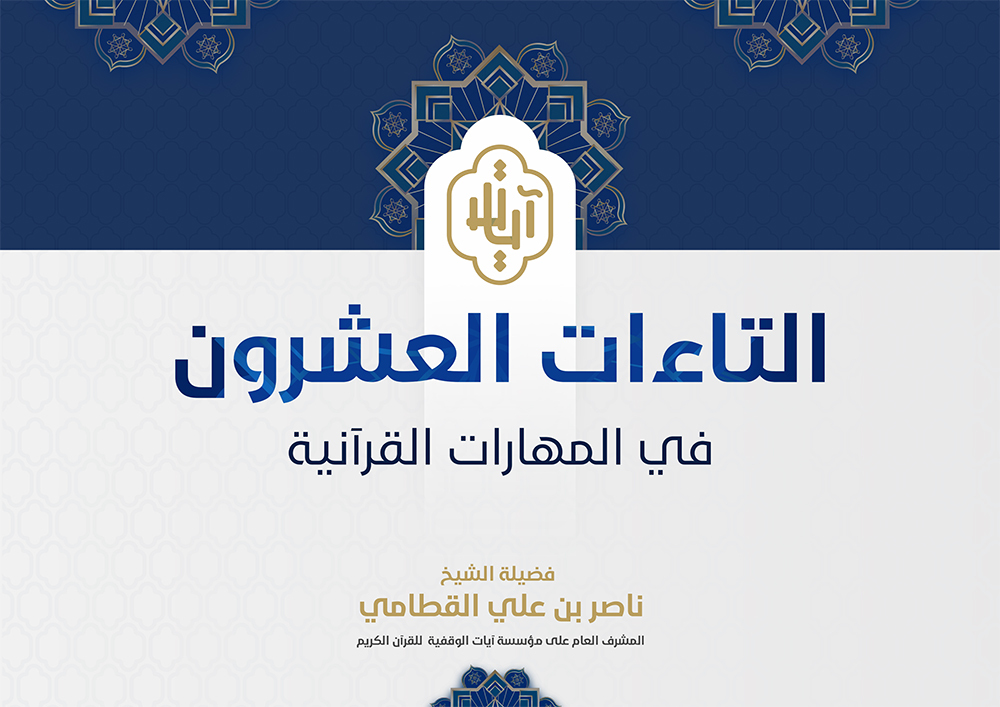 آيات
التاءات العشرون
في المهارات القرآنية
فضيلة الشيخ
ناصر بن علي القطامي
المشرف العام على مؤسسة آيات الوقفية للقرآن الكريم